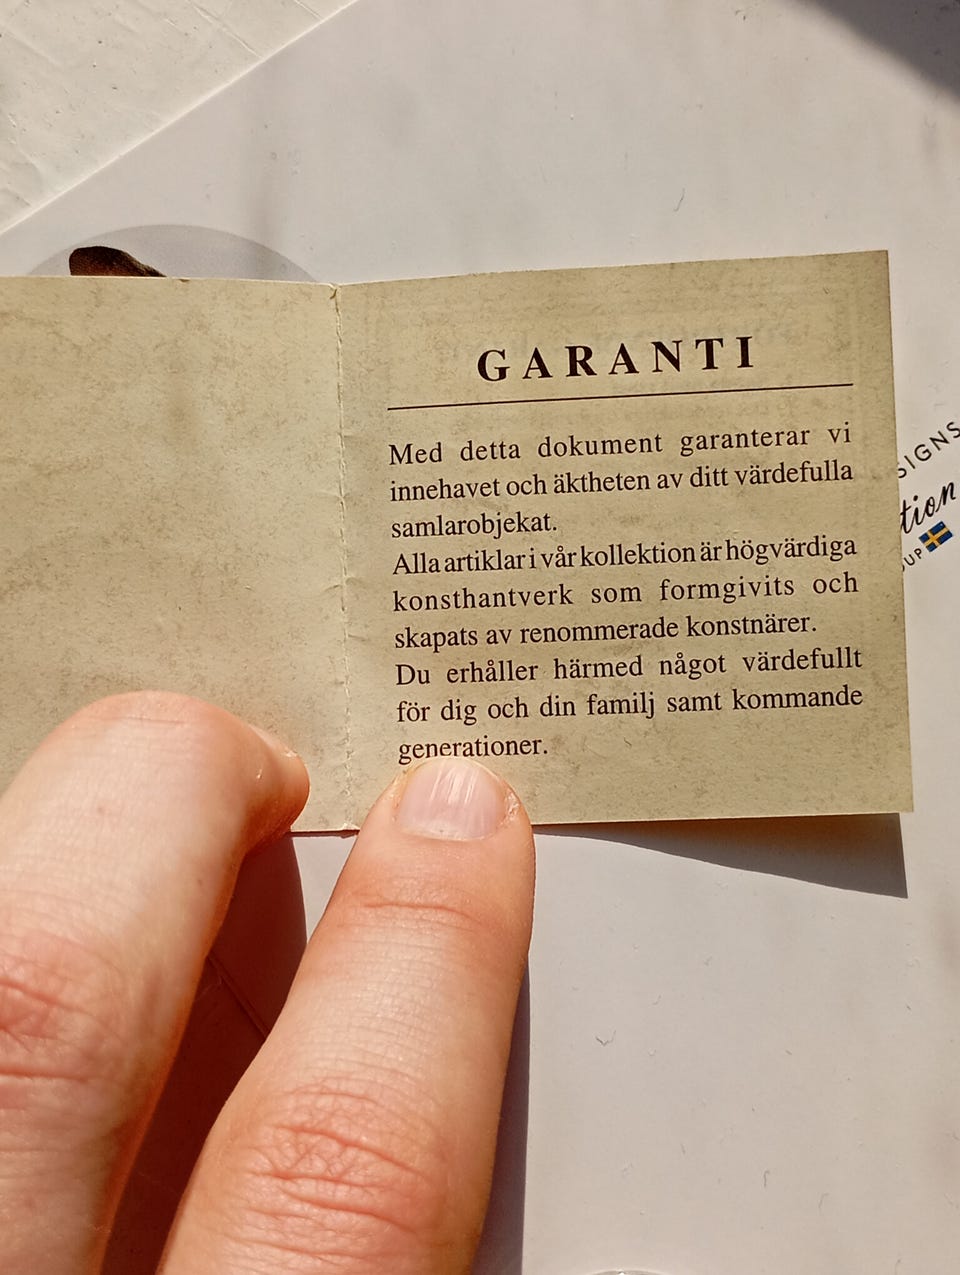 GARANTI
Med detta dokument garanterar vi
innehavet och äktheten av ditt värdefulla
samlarobjekat.
Alla artiklar i vår kollektion är högvärdiga
konsthantverk som formgivits och
skapats av renommerade konstnärer.
Du erhåller härmed något värdefullt
för dig och din familj samt kommande
generationer.
SIGNS
tion
UP